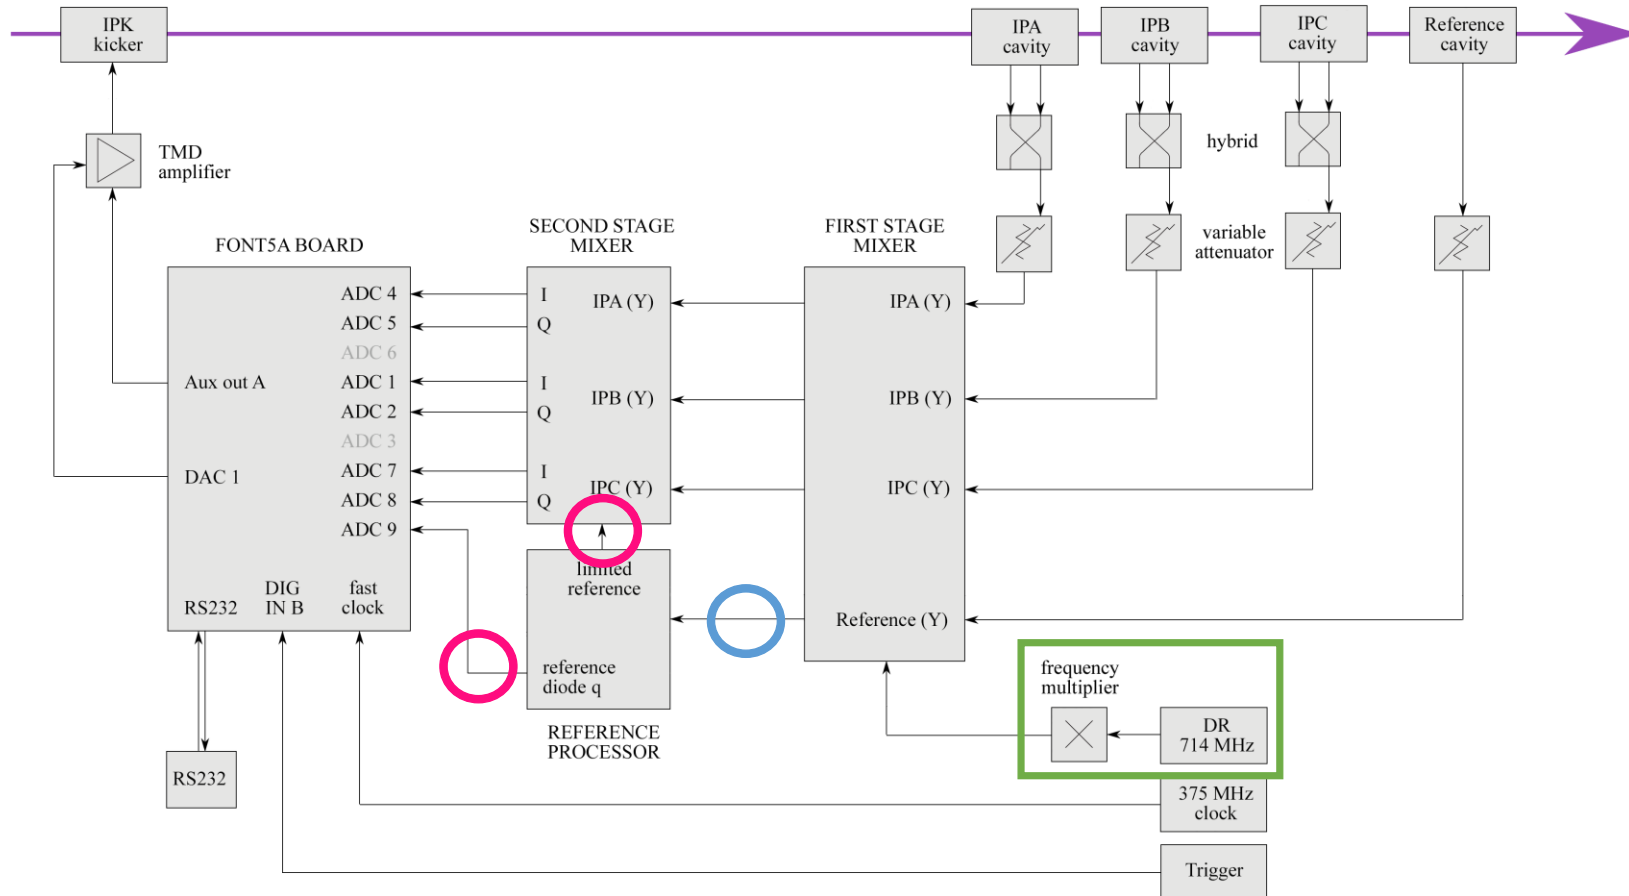 IPK
kicker
IPA
cavity
IPB
cavity
IPC
cavity
Reference
cavity
TMD
amplifier
hybrid
variable
attenuator
FONT5A BOARD
SECOND STAGE
MIXER
FIRST STAGE
MIXER
ADC 4
ADC 5
ADC 6
ADC 1
ADC 2
ADC 3
ADC 7
ADC 8
ADC 9
Aux out A
DAC 1
RS232
DIG
IN B
fast
clock
I
Q
I
Q
I
Q
IPA (Y)
IPB (Y)
IPC (Y)
IPA (Y)
IPB (Y)
IPC (Y)
Reference (Y)
limited
reference
reference
diode q
REFERENCE
PROCESSOR
frequency
multiplier
DR
714 MHz
375 MHz
clock
Trigger
RS232